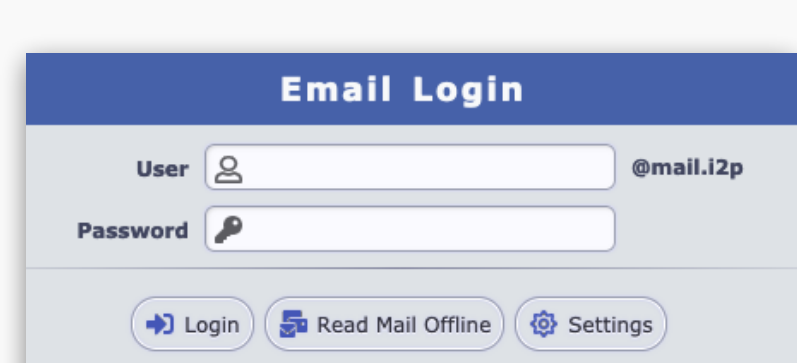 Email Login
User @mail.i2p
Password
Login Read Mail Offline Settings